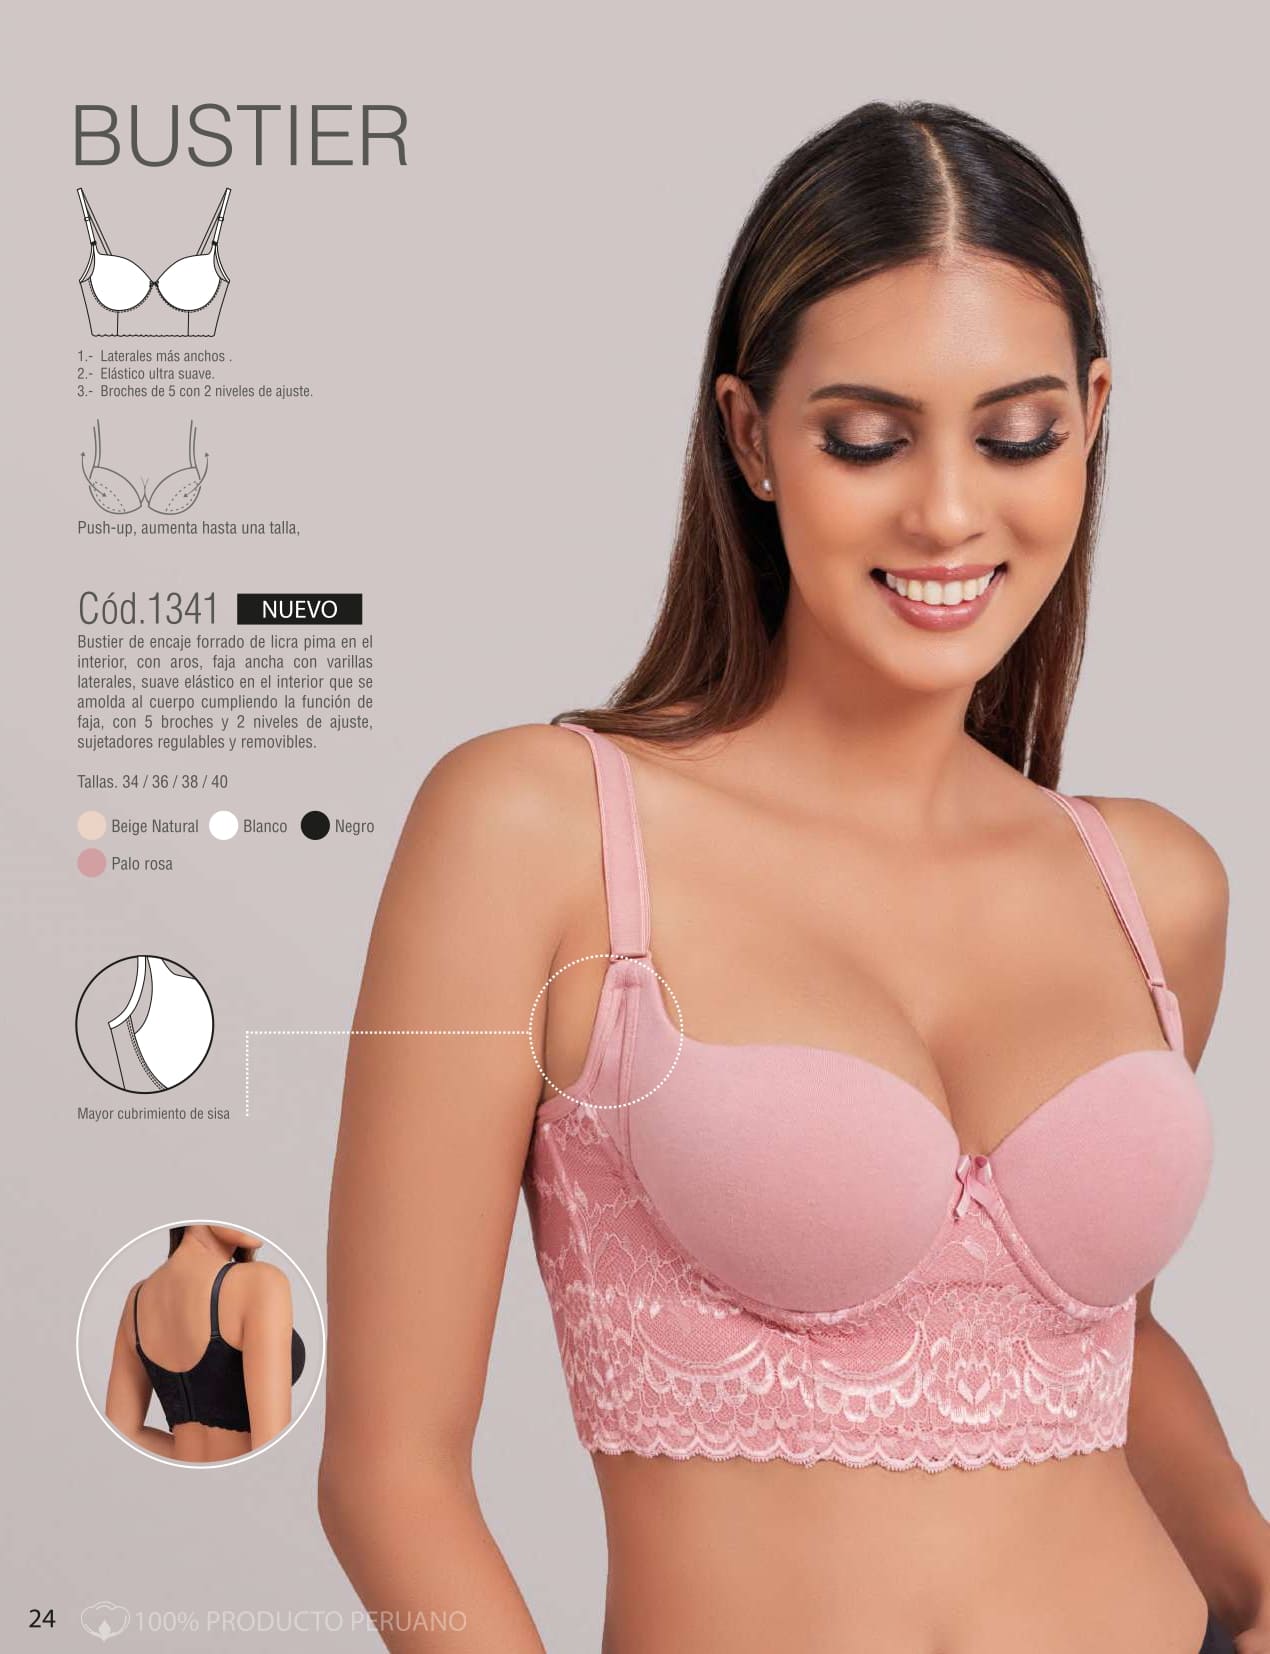 BUSTIER
1.- Laterales más anchos .
2.- Elástico ultra suave.
3.- Broches de 5 con 2 niveles de ajuste.
Push-up, aumenta hasta una talla,
Cód.1341 NUEVO
Bustier de encaje forrado de licra pima en el
interior, con aros, faja ancha con varillas
laterales, suave elástico en el interior que se
amolda al cuerpo cumpliendo la función de
faja, con 5 broches y 2 niveles de ajuste,
sujetadores regulables y removibles.
Tallas. 34 / 36 / 38 / 40
Beige Natural Blanco Negro
Palo rosa
Mayor cubrimiento de sisa
24 100% PRODUCTO PERUANO